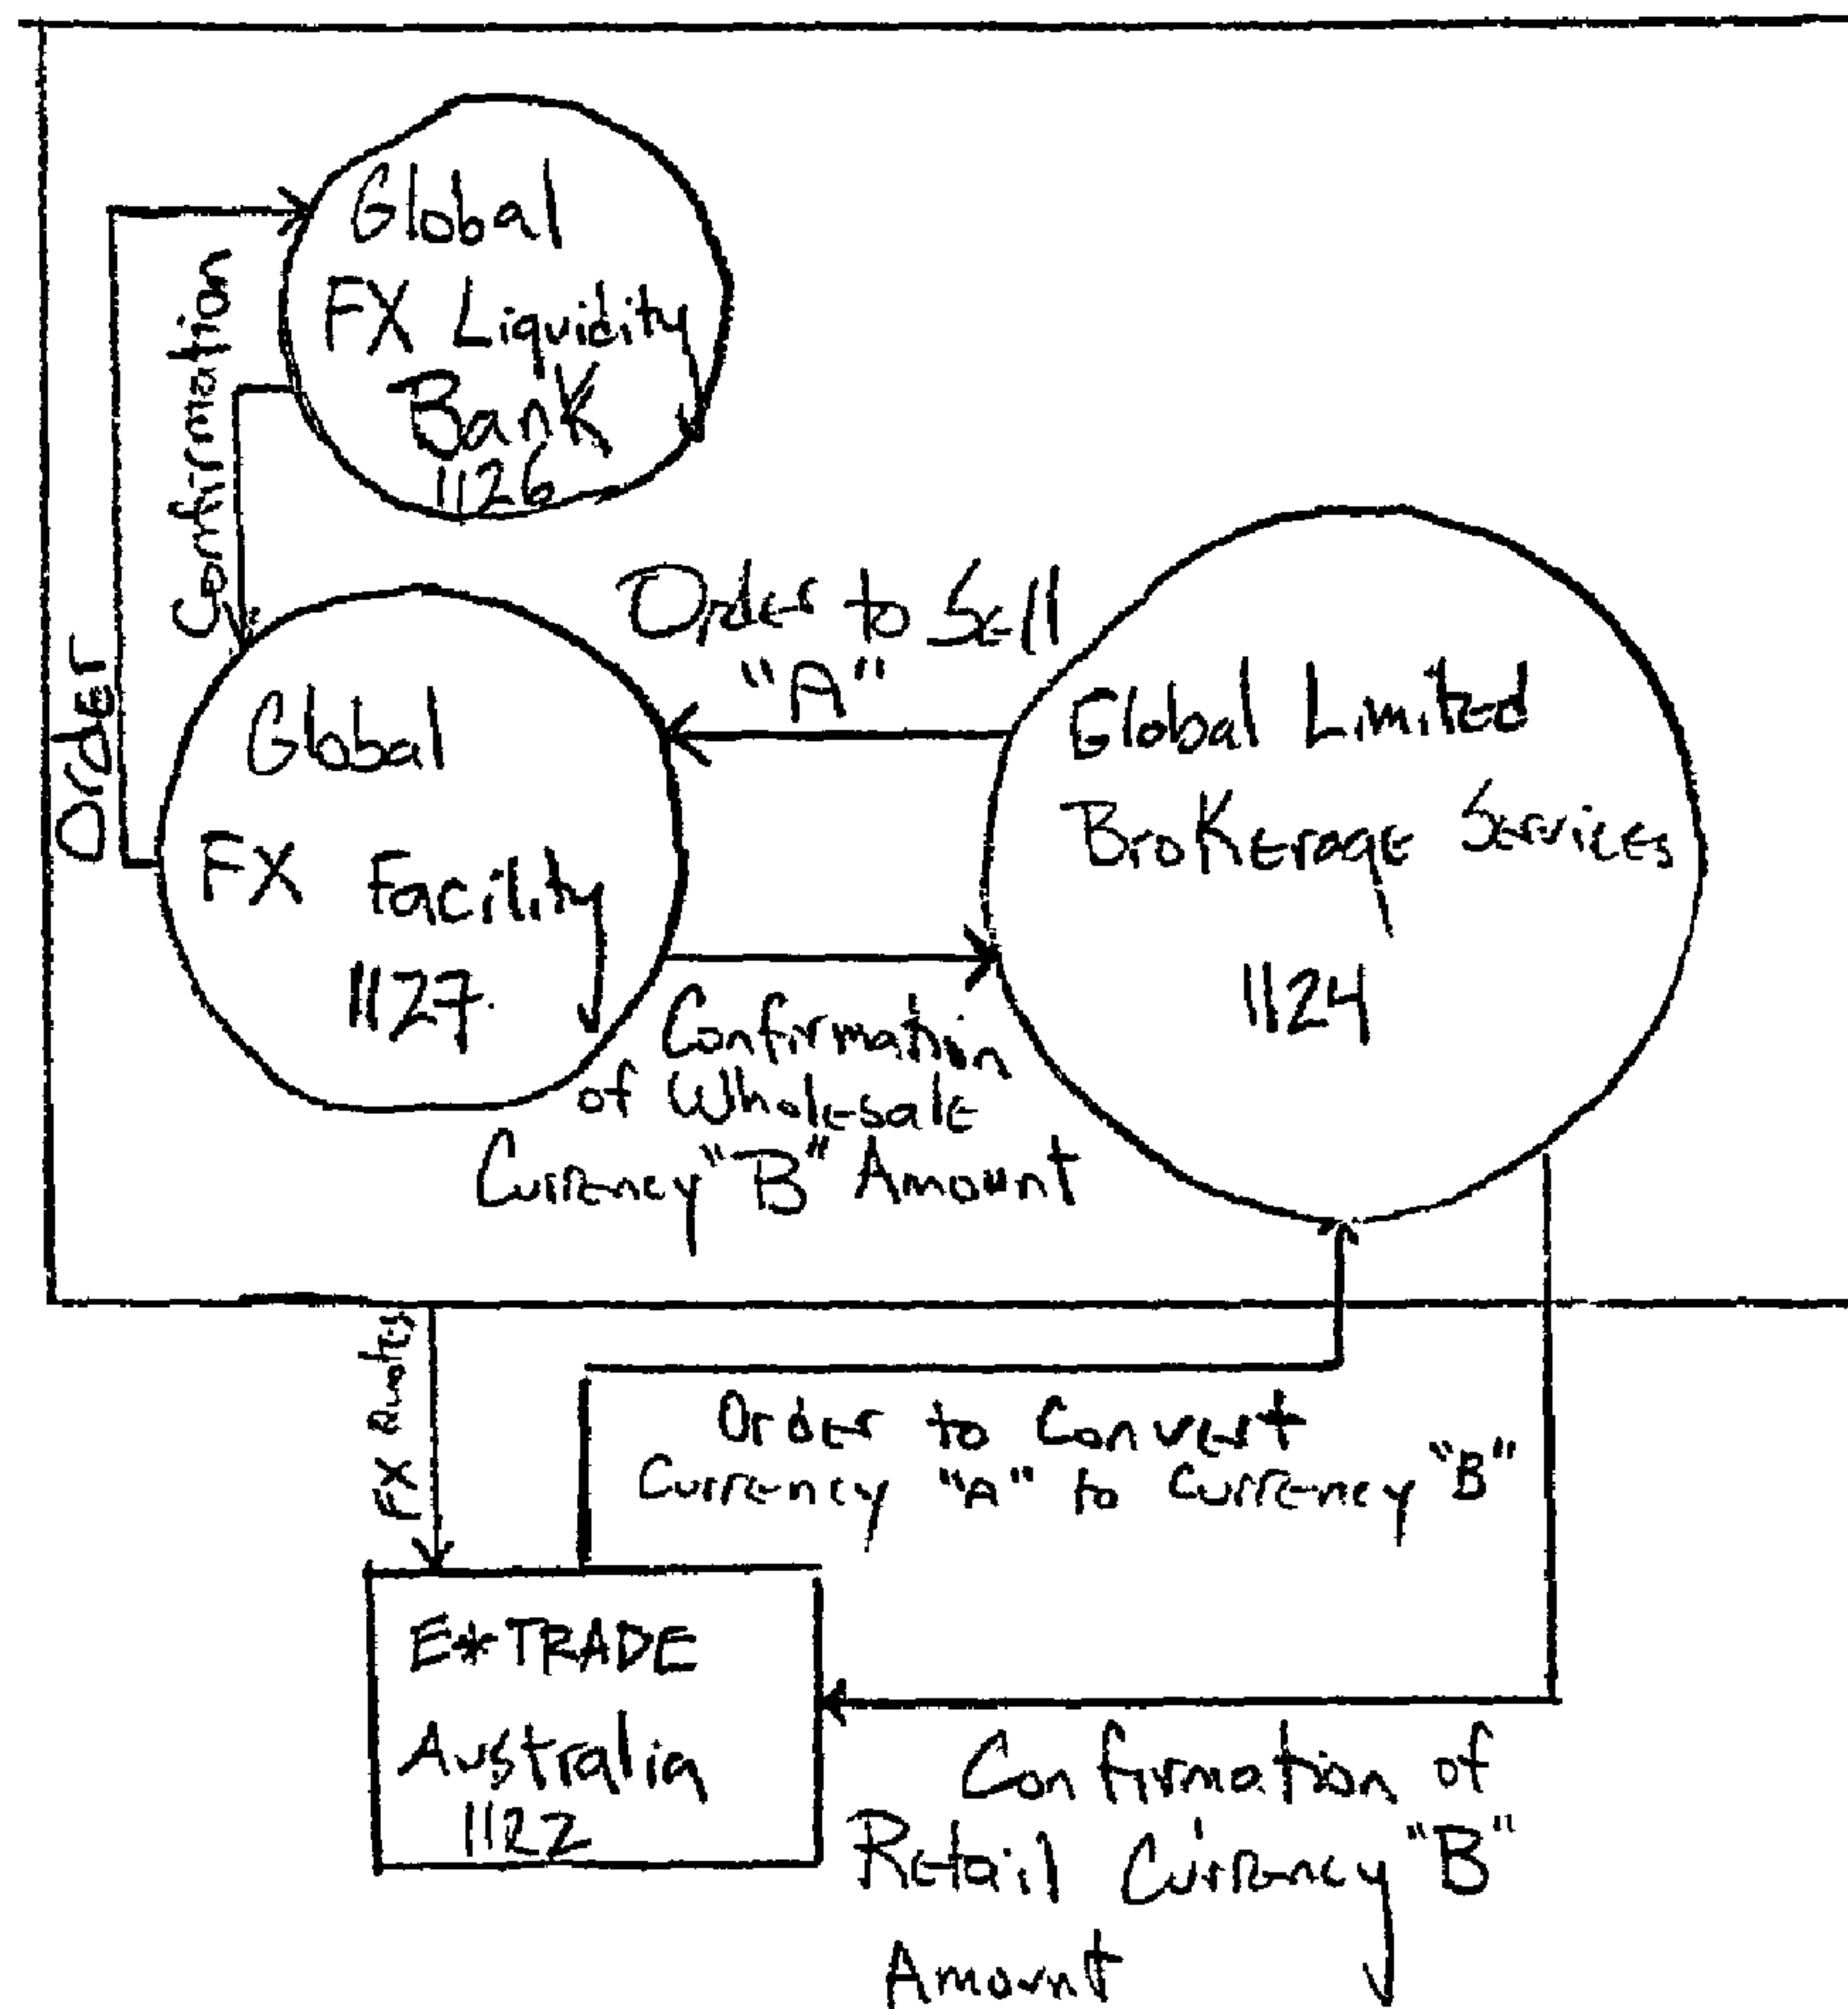 Global
FX Liquidity
Bank
1126
Confirmation
Order
Order to Sell
"A"
Global
FX Facility
1127
Global Limited
Brokerage Services
1124
Confirmation
of Wholesale
Currency "B" Amount
FX Quotes
Order to Convert
Currency "A" to Currency "B"
E*TRADE
Australia
1122
Confirmation of
Retail Currency "B"
Amount